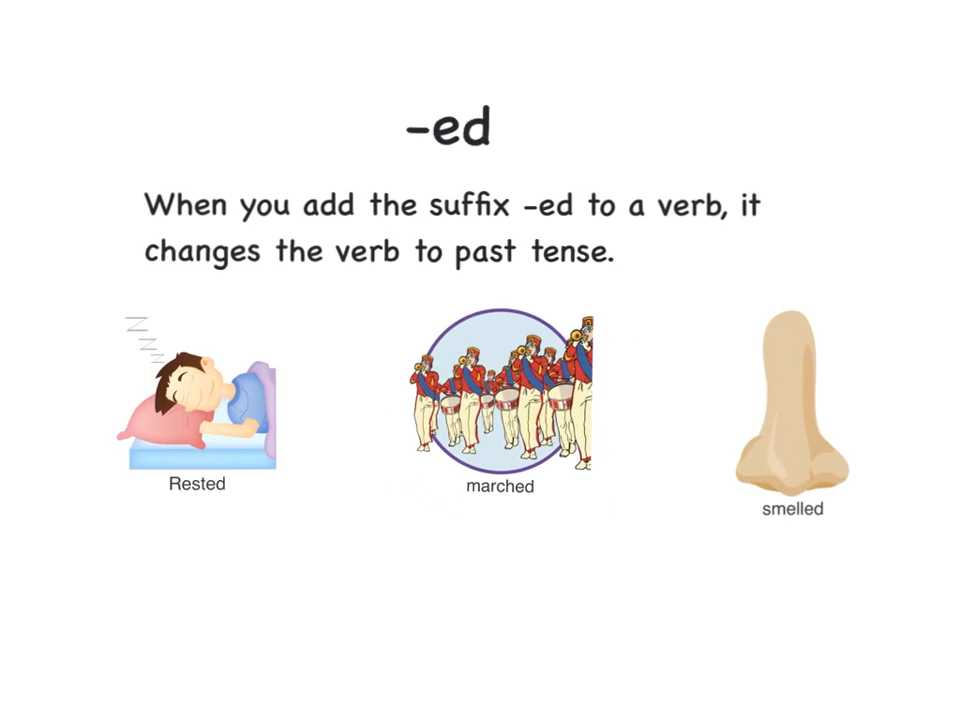 -ed
When you add the suffix -ed to a verb, it
changes the verb to past tense.
Z
Z
Z
Rested
marched
smelled